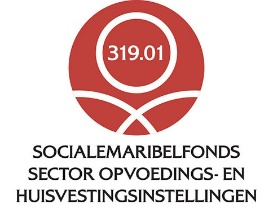 319.01
SOCIALEMARIBELFONDS
SECTOR OPVOEDINGS- EN
HUISVESTINGSINSTELLINGEN